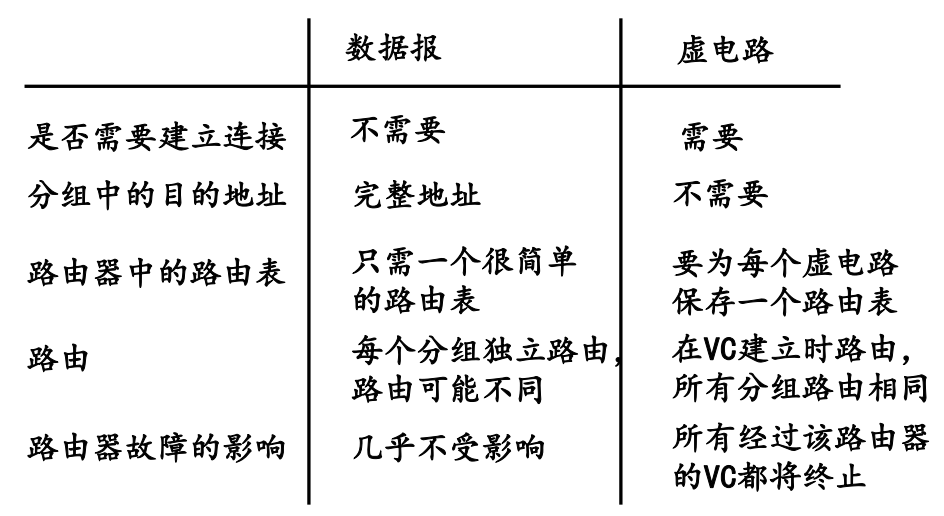 数据报 虚电路
是否需要建立连接 不需要 需要
分组中的目的地址 完整地址 不需要
路由器中的路由表 只需一个很简单 要为每个虚电路
的路由表 保存一个路由表
路由 每个分组独立路由， 在VC建立时路由，
路由可能不同 所有分组路由相同
路由器故障的影响 几乎不受影响 所有经过该路由器
的VC都将终止